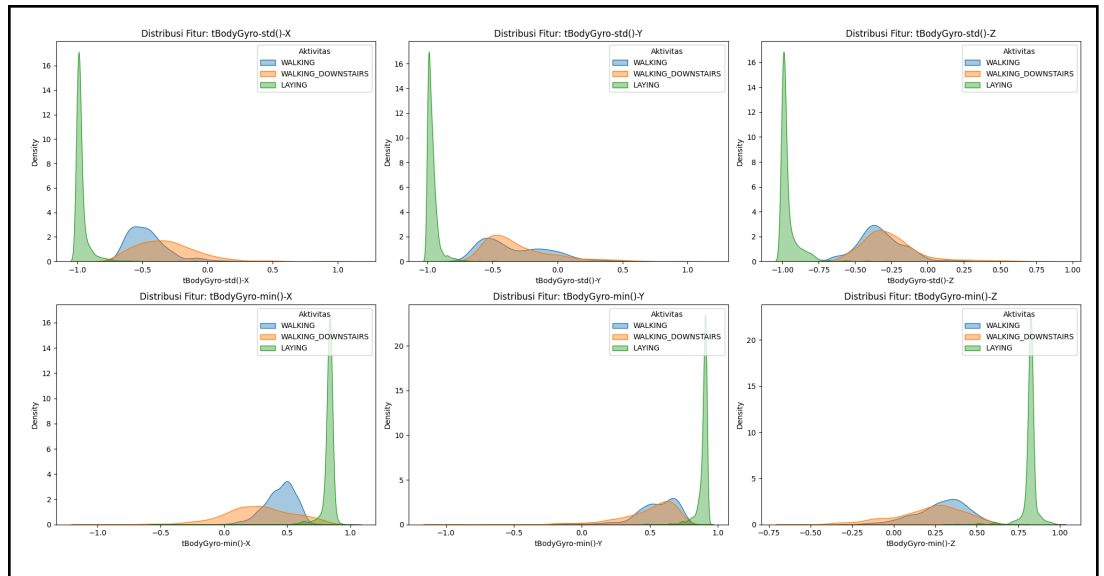 Distribusi Fitur: tBodyGyro-std()-X
Aktivitas
WALKING
WALKING_DOWNSTAIRS
LAYING
Density
16
14
12
10
8
6
4
2
0
−1.0 −0.5 0.0 0.5 1.0
tBodyGyro-std()-X
Distribusi Fitur: tBodyGyro-std()-Y
Aktivitas
WALKING
WALKING_DOWNSTAIRS
LAYING
Density
16
14
12
10
8
6
4
2
0
−1.0 −0.5 0.0 0.5 1.0
tBodyGyro-std()-Y
Distribusi Fitur: tBodyGyro-std()-Z
Aktivitas
WALKING
WALKING_DOWNSTAIRS
LAYING
Density
16
14
12
10
8
6
4
2
0
−1.00 −0.75 −0.50 −0.25 0.00 0.25 0.50 0.75 1.00
tBodyGyro-std()-Z
Distribusi Fitur: tBodyGyro-min()-X
Aktivitas
WALKING
WALKING_DOWNSTAIRS
LAYING
Density
16
14
12
10
8
6
4
2
0
−1.0 −0.5 0.0 0.5 1.0
tBodyGyro-min()-X
Distribusi Fitur: tBodyGyro-min()-Y
Aktivitas
WALKING
WALKING_DOWNSTAIRS
LAYING
Density
20
15
10
5
0
−1.0 −0.5 0.0 0.5 1.0
tBodyGyro-min()-Y
Distribusi Fitur: tBodyGyro-min()-Z
Aktivitas
WALKING
WALKING_DOWNSTAIRS
LAYING
Density
20
15
10
5
0
−0.75 −0.50 −0.25 0.00 0.25 0.50 0.75 1.00
tBodyGyro-min()-Z